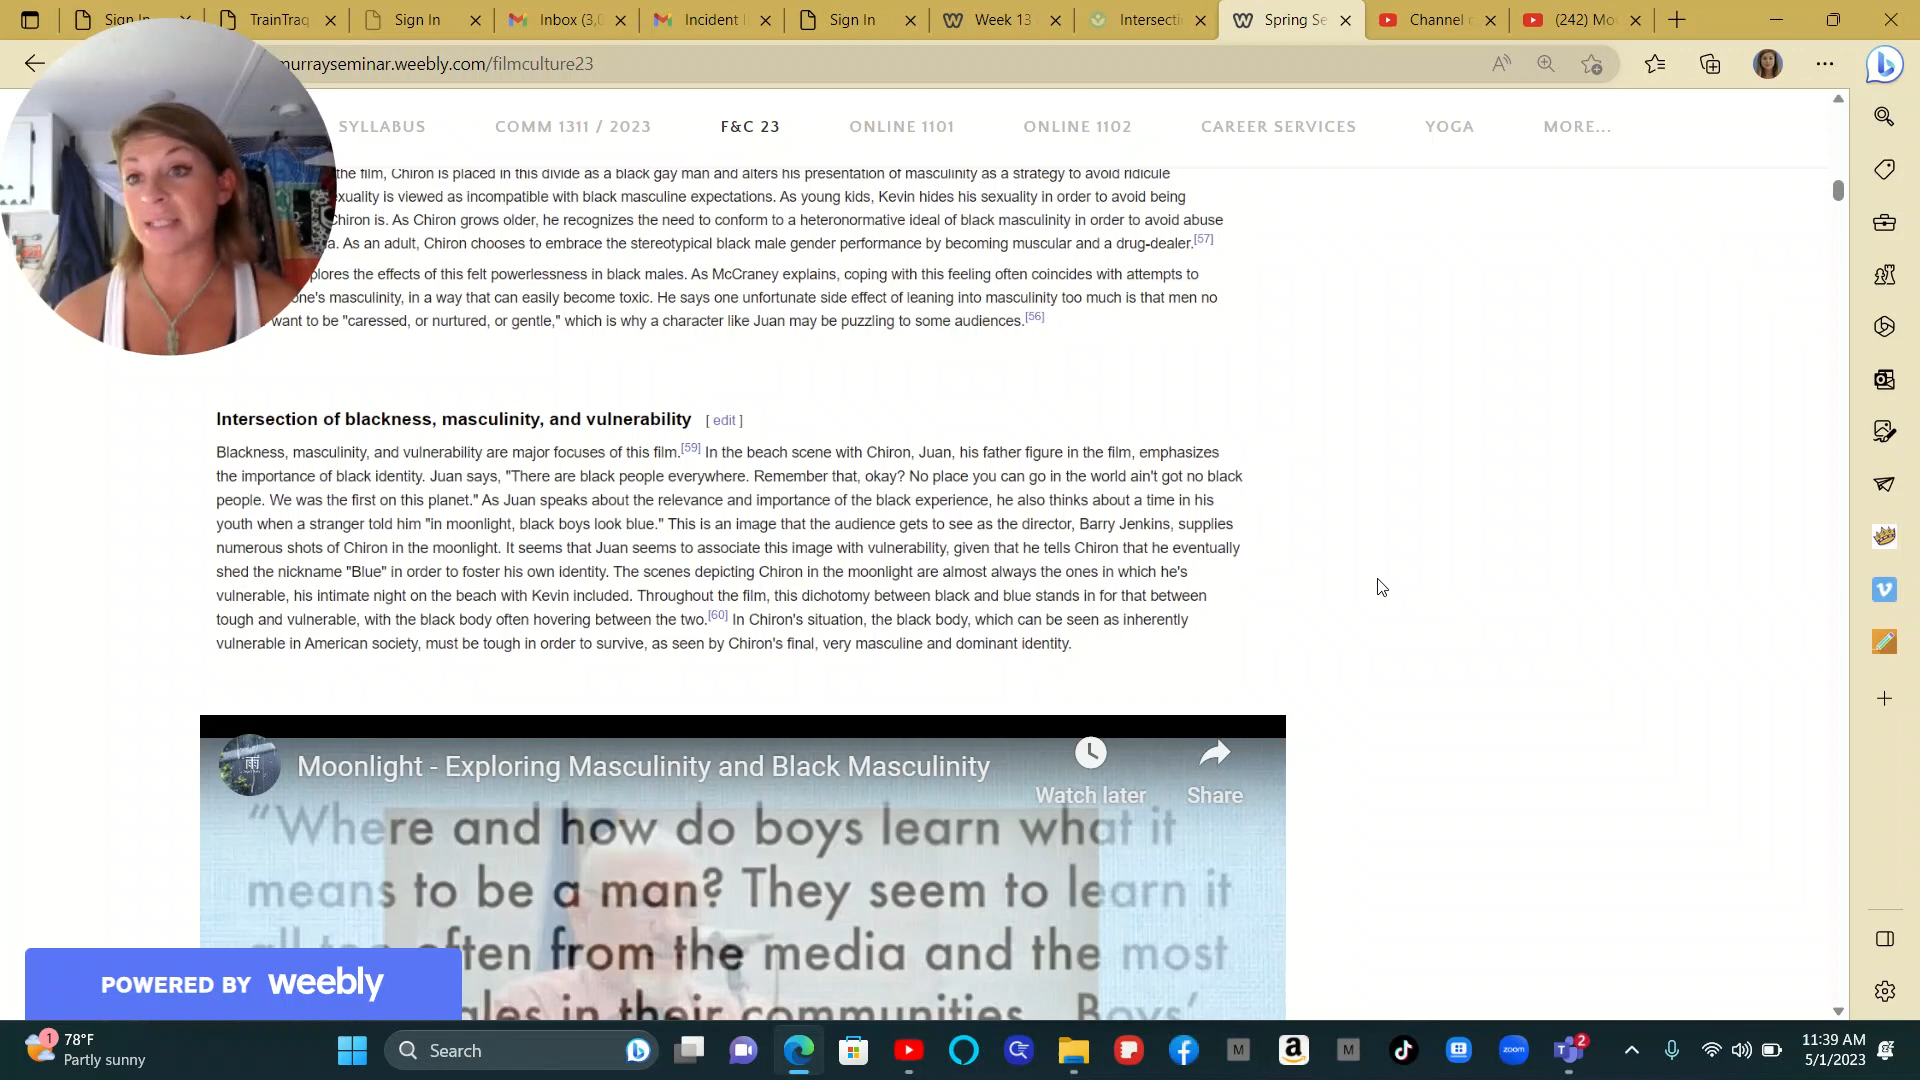 Sign In
TrainTraq
Sign In
Inbox (3,0
Incident
Sign In
Week 13
Intersecti
Spring Se
Channel
(242) Mo
murrayseminar.weebly.com/filmculture23
SYLLABUS COMM 1311 / 2023 F&C 23 ONLINE 1101 ONLINE 1102 CAREER SERVICES YOGA MORE...
the film, Chiron is placed in this divide as a black gay man and alters his presentation of masculinity as a strategy to avoid ridicule
xuality is viewed as incompatible with black masculine expectations. As young kids, Kevin hides his sexuality in order to avoid being
Chiron is. As Chiron grows older, he recognizes the need to conform to a heteronormative ideal of black masculinity in order to avoid abuse
a. As an adult, Chiron chooses to embrace the stereotypical black male gender performance by becoming muscular and a drug-dealer.[57]
plores the effects of this felt powerlessness in black males. As McCraney explains, coping with this feeling often coincides with attempts to
one's masculinity, in a way that can easily become toxic. He says one unfortunate side effect of leaning into masculinity too much is that men no
want to be "caressed, or nurtured, or gentle," which is why a character like Juan may be puzzling to some audiences.[56]
Intersection of blackness, masculinity, and vulnerability [ edit ]
Blackness, masculinity, and vulnerability are major focuses of this film.[59] In the beach scene with Chiron, Juan, his father figure in the film, emphasizes
the importance of black identity. Juan says, "There are black people everywhere. Remember that, okay? No place you can go in the world ain't got no black
people. We was the first on this planet." As Juan speaks about the relevance and importance of the black experience, he also thinks about a time in his
youth when a stranger told him "in moonlight, black boys look blue." This is an image that the audience gets to see as the director, Barry Jenkins, supplies
numerous shots of Chiron in the moonlight. It seems that Juan seems to associate this image with vulnerability, given that he tells Chiron that he eventually
shed the nickname "Blue" in order to foster his own identity. The scenes depicting Chiron in the moonlight are almost always the ones in which he's
vulnerable, his intimate night on the beach with Kevin included. Throughout the film, this dichotomy between black and blue stands in for that between
tough and vulnerable, with the black body often hovering between the two.[60] In Chiron's situation, the black body, which can be seen as inherently
vulnerable in American society, must be tough in order to survive, as seen by Chiron's final, very masculine and dominant identity.
雨
Moonlight - Exploring Masculinity and Black Masculinity
Watch later Share
"Where and how do boys learn what it
means to be a man? They seem to learn it
all too often from the media and the most
ales in their communities. Boys'
POWERED BY weebly
1
78°F
Partly sunny
Search
M
M
zoom
2
11:39 AM
5/1/2023